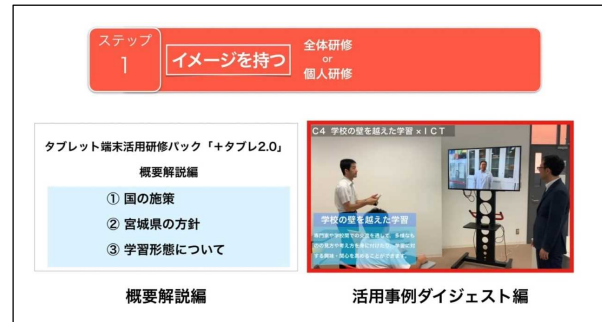 ステップ
1
イメージを持つ
全体研修
or
個人研修
タブレット端末活用研修パック「＋タブレ2.0」
概要解説編
① 国の施策
② 宮城県の方針
③ 学習形態について
概要解説編
C4 学校の壁を越えた学習×ICT
学校の壁を越えた学習
活用事例ダイジェスト編